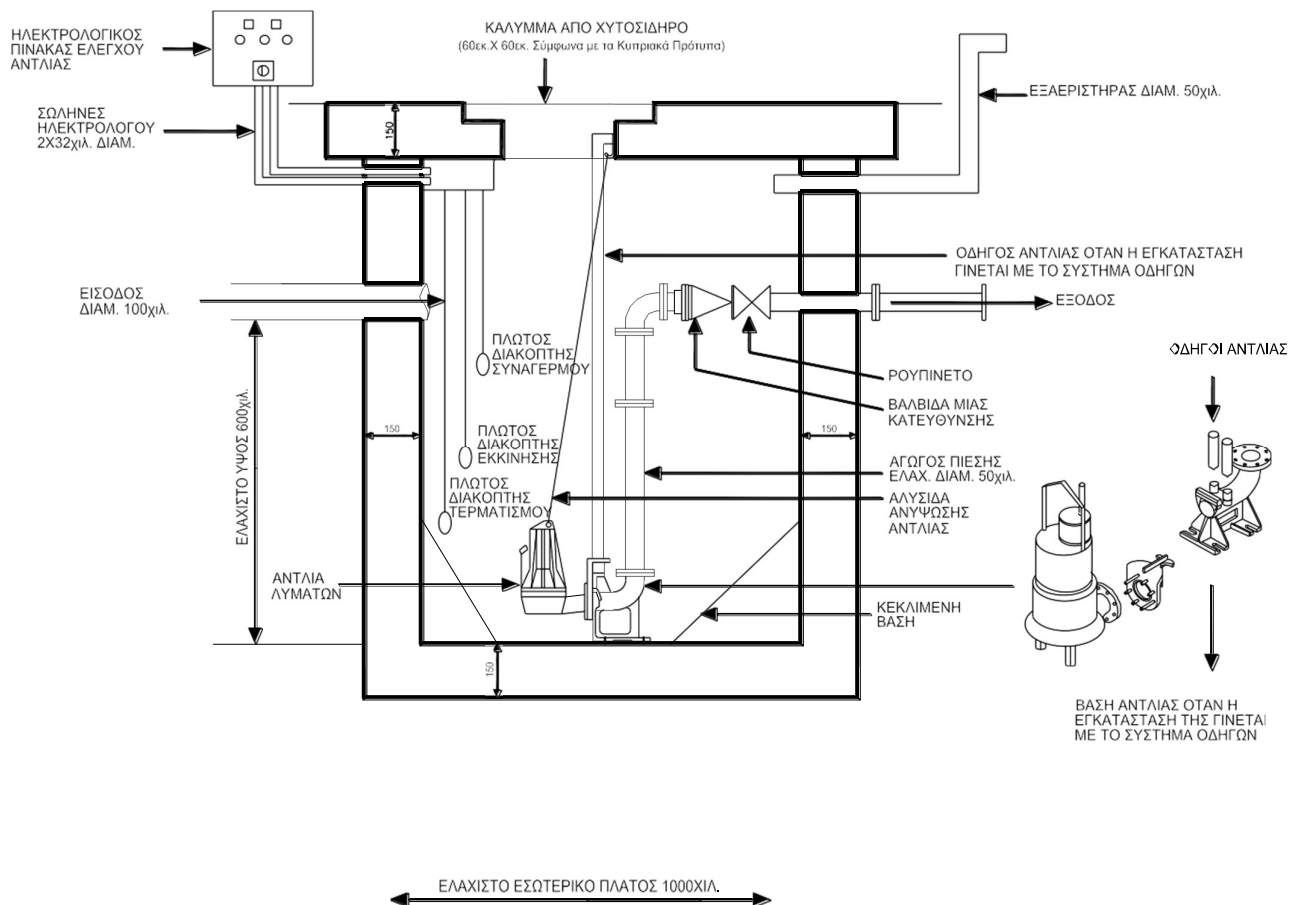 ΗΛΕΚΤΡΟΛΟΓΙΚΟΣ
ΠΙΝΑΚΑΣ ΕΛΕΓΧΟΥ
ΑΝΤΛΙΑΣ
ΚΑΛΥΜΜΑ ΑΠΟ ΧΥΤΟΣΙΔΗΡΟ
(60εκ.Χ 60εκ. Σύμφωνα με τα Κυπριακά Πρότυπα)
ΕΞΑΕΡΙΣΤΗΡΑΣ ΔΙΑΜ. 50χιλ.
ΣΩΛΗΝΕΣ
ΗΛΕΚΤΡΟΛΟΓΟΥ
2Χ32χιλ. ΔΙΑΜ.
150
ΟΔΗΓΟΣ ΑΝΤΛΙΑΣ ΟΤΑΝ Η ΕΓΚΑΤΑΣΤΑΣΗ
ΓΙΝΕΤΑΙ ΜΕ ΤΟ ΣΥΣΤΗΜΑ ΟΔΗΓΩΝ
ΕΙΣΟΔΟΣ
ΔΙΑΜ. 100χιλ.
ΕΞΟΔΟΣ
ΠΛΩΤΟΣ
ΔΙΑΚΟΠΤΗΣ
ΣΥΝΑΓΕΡΜΟΥ
ΟΔΗΓΟΙ ΑΝΤΛΙΑΣ
ΡΟΥΠΙΝΕΤΟ
ΒΑΛΒΙΔΑ ΜΙΑΣ
ΚΑΤΕΥΘΥΝΣΗΣ
ΕΛΑΧΙΣΤΟ ΥΨΟΣ 600χιλ.
150
ΠΛΩΤΟΣ
ΔΙΑΚΟΠΤΗΣ
ΕΚΚΙΝΗΣΗΣ
150
ΑΓΩΓΟΣ ΠΙΕΣΗΣ
ΕΛΑΧ. ΔΙΑΜ. 50χιλ.
ΠΛΩΤΟΣ
ΔΙΑΚΟΠΤΗΣ
ΤΕΡΜΑΤΙΣΜΟΥ
ΑΛΥΣΙΔΑ
ΑΝΥΨΩΣΗΣ
ΑΝΤΛΙΑΣ
ΑΝΤΛΙΑ
ΛΥΜΑΤΩΝ
ΚΕΚΛΙΜΕΝΗ
ΒΑΣΗ
150
ΒΑΣΗ ΑΝΤΛΙΑΣ ΟΤΑΝ Η
ΕΓΚΑΤΑΣΤΑΣΗ ΤΗΣ ΓΙΝΕΤΑΙ
ΜΕ ΤΟ ΣΥΣΤΗΜΑ ΟΔΗΓΩΝ
ΕΛΑΧΙΣΤΟ ΕΣΩΤΕΡΙΚΟ ΠΛΑΤΟΣ 1000ΧΙΛ.